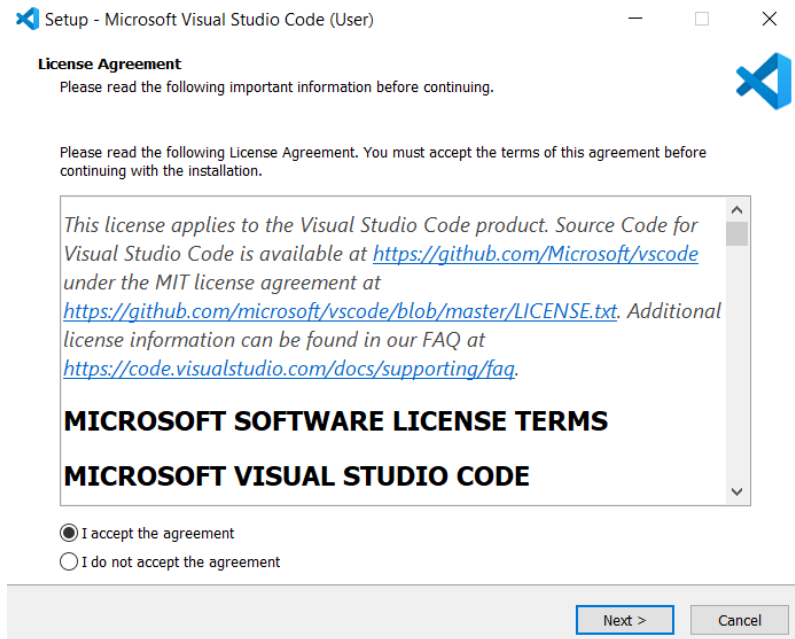 Setup - Microsoft Visual Studio Code (User)
License Agreement
Please read the following important information before continuing.
Please read the following License Agreement. You must accept the terms of this agreement before
continuing with the installation.
This license applies to the Visual Studio Code product. Source Code for
Visual Studio Code is available at https://github.com/Microsoft/vscode
under the MIT license agreement at
https://github.com/microsoft/vscode/blob/master/LICENSE.txt. Additional
license information can be found in our FAQ at
https://code.visualstudio.com/docs/supporting/faq.
MICROSOFT SOFTWARE LICENSE TERMS
MICROSOFT VISUAL STUDIO CODE
I accept the agreement
I do not accept the agreement
Next > Cancel